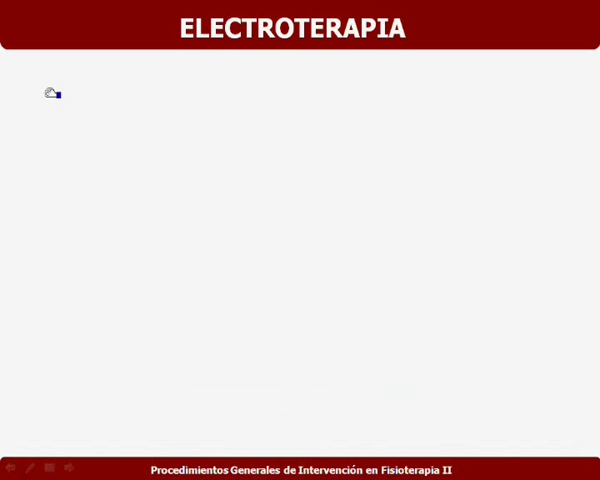 ELECTROTERAPIA
Procedimientos Generales de Intervención en Fisioterapia II